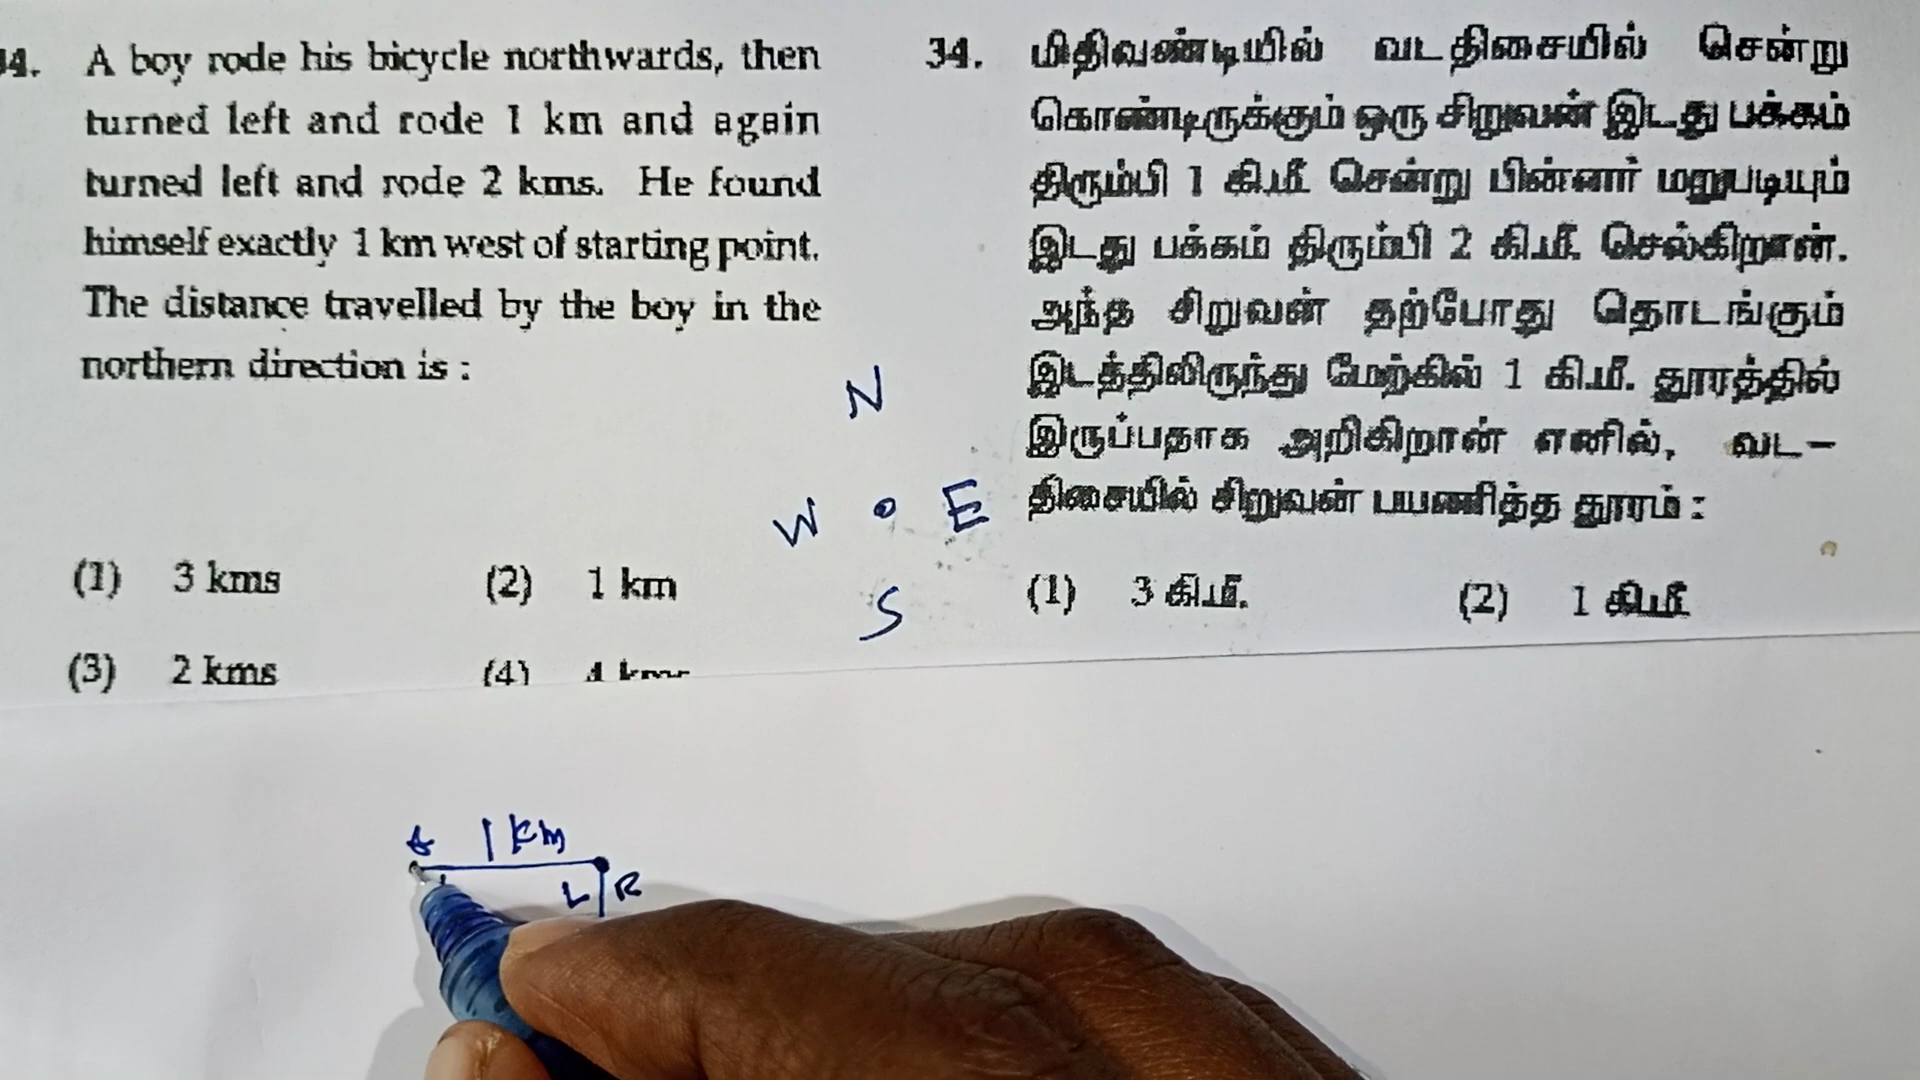 A boy rode his bicycle northwards, then
turned left and rode 1 km and again
turned left and rode 2 kms. He found
himself exactly 1 km west of starting point.
The distance travelled by the boy in the
northern direction is :
(1) 3 kms (2) 1 km
(3) 2 kms (4)
34. மிதிவண்டியில் வடதிசையில் சென்று
கொண்டிருக்கும் ஒரு சிறுவன் இடது பக்கம்
திரும்பி 1 கி.மீ. சென்று பின்னர் மறுபடியும்
இடது பக்கம் திரும்பி 2 கி.மீ. செல்கிறான்.
அந்த சிறுவன் தற்போது தொடங்கும்
இடத்திலிருந்து மேற்கில் 1 கி.மீ. தூரத்தில்
இருப்பதாக அறிகிறான் எனில், வட–
திசையில் சிறுவன் பயணித்த தூரம் :
(1) 3 கி.மீ. (2) 1 கி.மீ
N
W E
S
1 km
L R